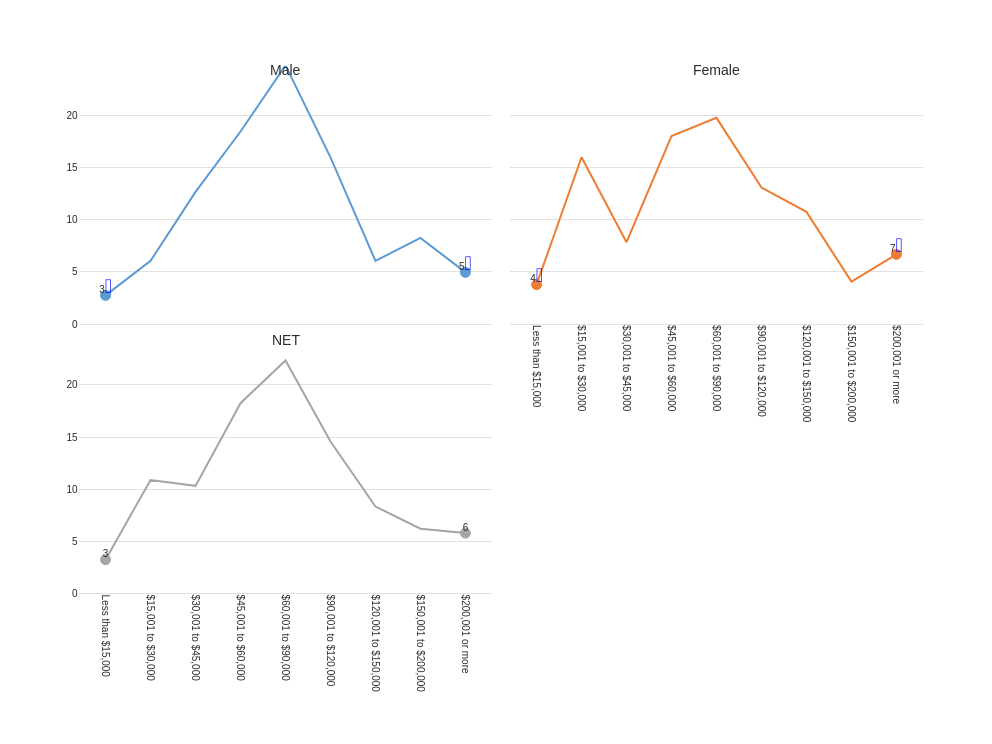 Male
Female
20
15
10
5
0
3
5
4
7
Less than $15,000
$15,001 to $30,000
$30,001 to $45,000
$45,001 to $60,000
$60,001 to $90,000
$90,001 to $120,000
$120,001 to $150,000
$150,001 to $200,000
$200,001 or more
NET
20
15
10
5
0
3
6
Less than $15,000
$15,001 to $30,000
$30,001 to $45,000
$45,001 to $60,000
$60,001 to $90,000
$90,001 to $120,000
$120,001 to $150,000
$150,001 to $200,000
$200,001 or more